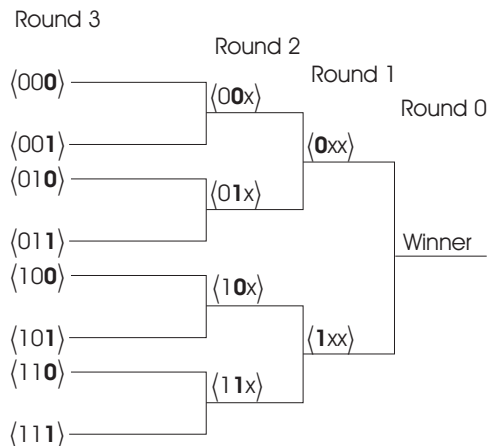 Round 3
Round 2
Round 1
Round 0
⟨000⟩
⟨00x⟩
⟨001⟩
⟨0xx⟩
⟨010⟩
⟨01x⟩
⟨011⟩
Winner
⟨100⟩
⟨10x⟩
⟨101⟩
⟨1xx⟩
⟨110⟩
⟨11x⟩
⟨111⟩